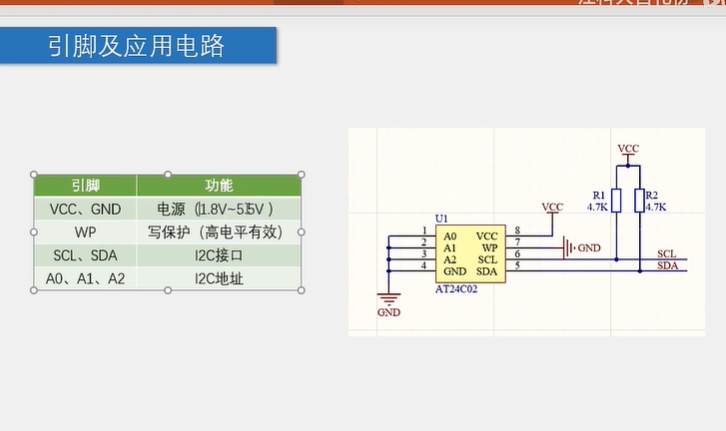 引脚及应用电路
引脚 功能
VCC、GND 电源（1.8V~5.5V）
WP 写保护（高电平有效）
SCL、SDA I2C接口
A0、A1、A2 I2C地址
VCC
R1 R2
4.7K 4.7K
VCC
U1
1 A0 VCC 8
2 A1 WP 7 GND
3 A2 SCL 6 SCL
4 GND SDA 5 SDA
AT24C02
GND